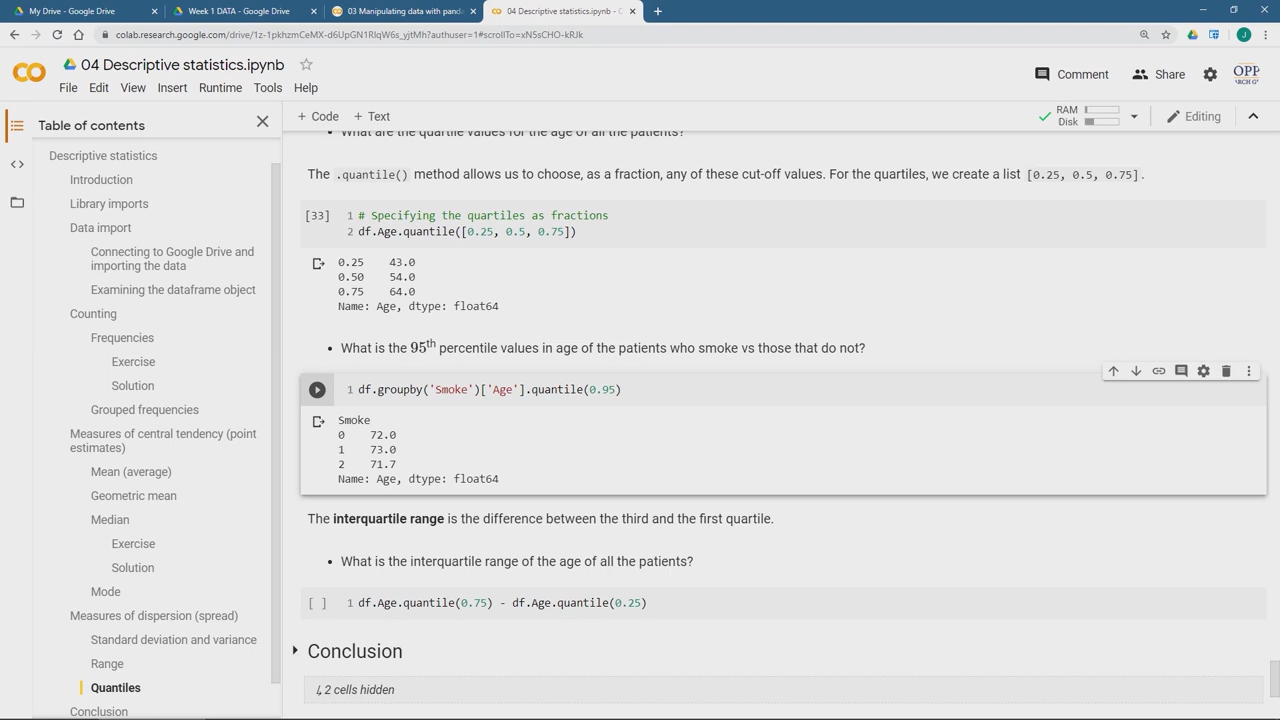 My Drive - Google Drive
Week 1 DATA - Google Drive
03 Manipulating data with pand
04 Descriptive statistics.ipynb - C
colab.research.google.com/drive/1z-1pkhzmCeMX-d6UpGN1RlqW6s_yjtMh?authuser=1#scrollTo=xN5sCHO-kRJk
J
04 Descriptive statistics.ipynb
Comment
Share
OPP
File Edit View Insert Runtime Tools Help
Table of contents
+ Code + Text
RAM
Disk
Editing
Descriptive statistics
Introduction
Library imports
Data import
Connecting to Google Drive and
importing the data
Examining the dataframe object
Counting
Frequencies
Exercise
Solution
Grouped frequencies
Measures of central tendency (point
estimates)
Mean (average)
Geometric mean
Median
Exercise
Solution
Mode
Measures of dispersion (spread)
Standard deviation and variance
Range
Quantiles
Conclusion
• What are the quartile values for the age of all the patients?
The .quantile() method allows us to choose, as a fraction, any of these cut-off values. For the quartiles, we create a list [0.25, 0.5, 0.75].
[33] 1 # Specifying the quartiles as fractions
2 df.Age.quantile([0.25, 0.5, 0.75])
0.25 43.0
0.50 54.0
0.75 64.0
Name: Age, dtype: float64
• What is the 95th percentile values in age of the patients who smoke vs those that do not?
1 df.groupby('Smoke')['Age'].quantile(0.95)
Smoke
0 72.0
1 73.0
2 71.7
Name: Age, dtype: float64
The interquartile range is the difference between the third and the first quartile.
• What is the interquartile range of the age of all the patients?
[ ] 1 df.Age.quantile(0.75) - df.Age.quantile(0.25)
Conclusion
↳ 2 cells hidden